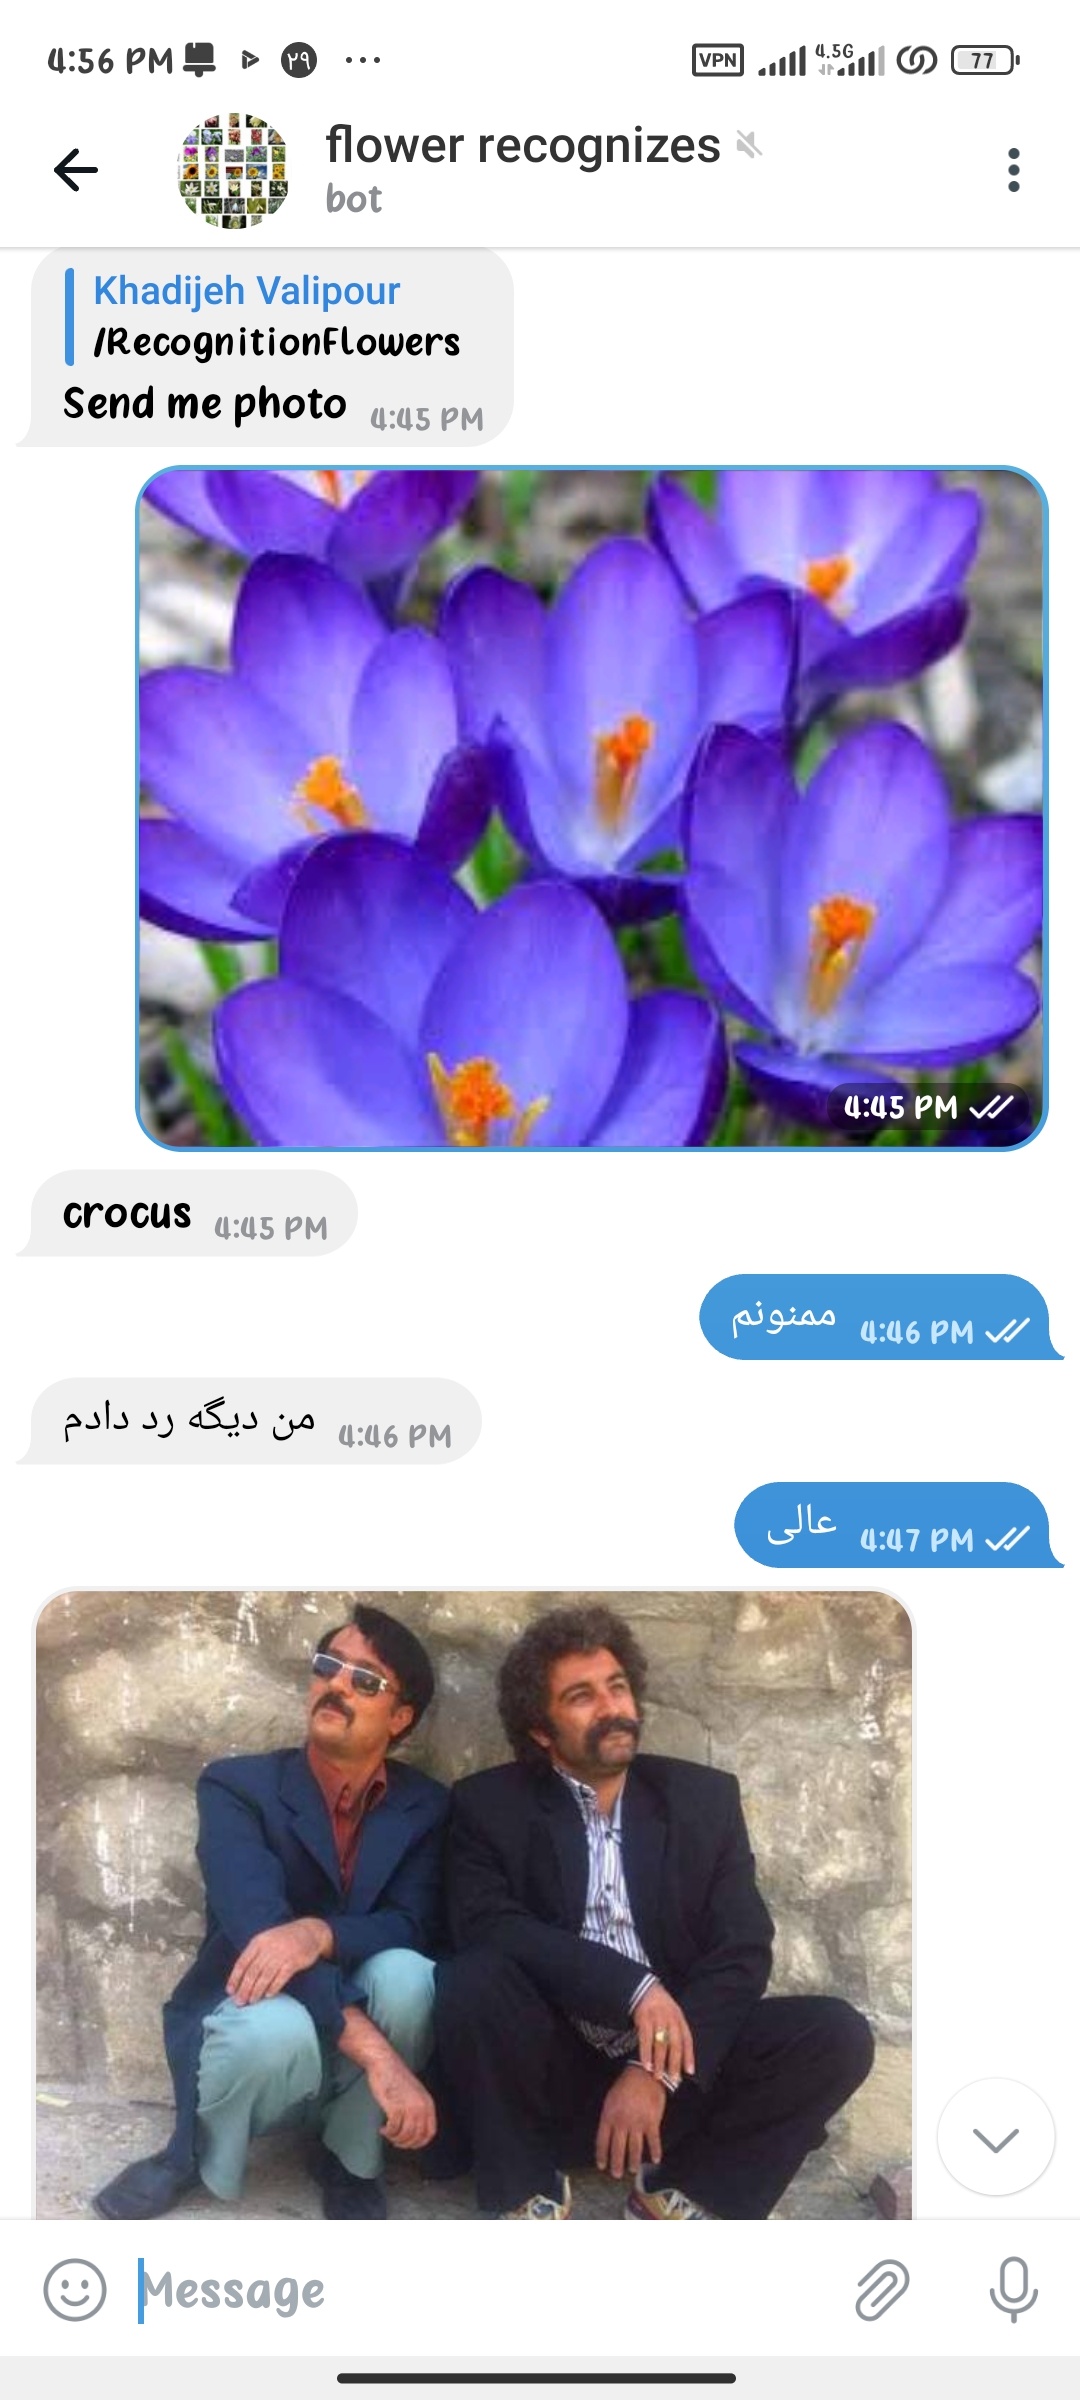 4:56 PM ۲۹ ... VPN 4.5G 77
flower recognizes
bot
Khadijeh Valipour
/RecognitionFlowers
Send me photo 4:45 PM
4:45 PM
crocus 4:45 PM
ممنونم 4:46 PM
من دیگه رد دادم 4:46 PM
عالی 4:47 PM
Message